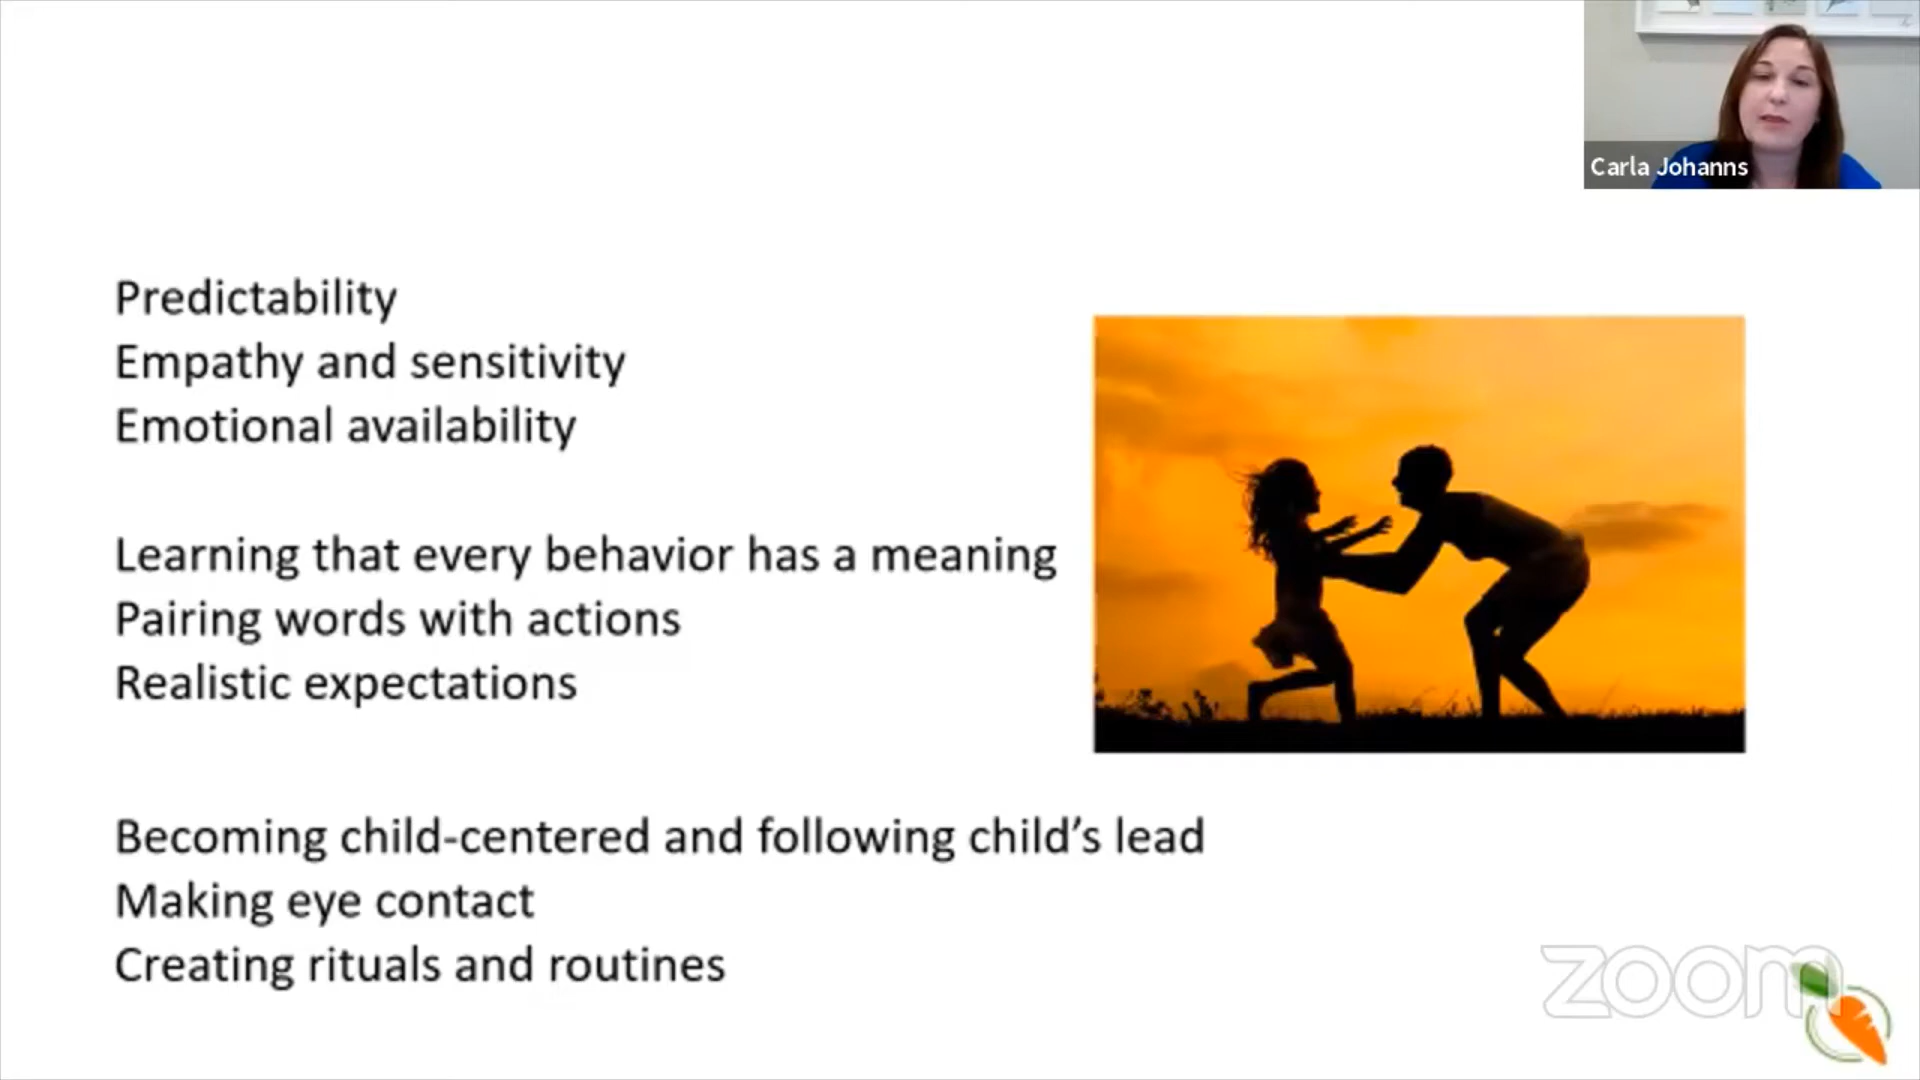 Carla Johanns
Predictability
Empathy and sensitivity
Emotional availability
Learning that every behavior has a meaning
Pairing words with actions
Realistic expectations
Becoming child-centered and following child’s lead
Making eye contact
Creating rituals and routines
zoom